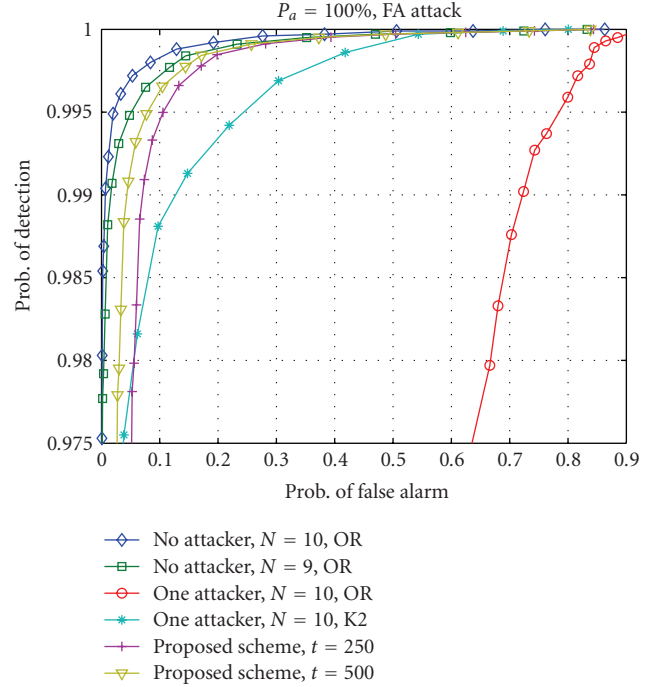 P_a = 100%, FA attack
1
0.995
0.99
0.985
0.98
0.975
Prob. of detection
0 0.1 0.2 0.3 0.4 0.5 0.6 0.7 0.8 0.9
Prob. of false alarm
No attacker, N = 10, OR
No attacker, N = 9, OR
One attacker, N = 10, OR
One attacker, N = 10, K2
Proposed scheme, t = 250
Proposed scheme, t = 500